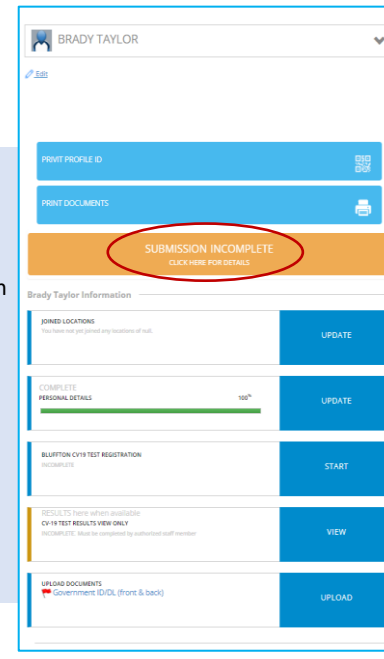 BRADY TAYLOR
Edit
PRIVIT PROFILE ID
PRINT DOCUMENTS
SUBMISSION INCOMPLETE
CLICK HERE FOR DETAILS
n
Brady Taylor Information
JOINED LOCATIONS
You have not yet joined any locations of null.
UPDATE
COMPLETE
PERSONAL DETAILS 100%
UPDATE
BLUFFTON CV19 TEST REGISTRATION
INCOMPLETE
START
RESULTS here when available
CV-19 TEST RESULTS VIEW ONLY
INCOMPLETE Must be completed by authorized staff member
VIEW
UPLOAD DOCUMENTS
Government ID/DL (front & back)
UPLOAD